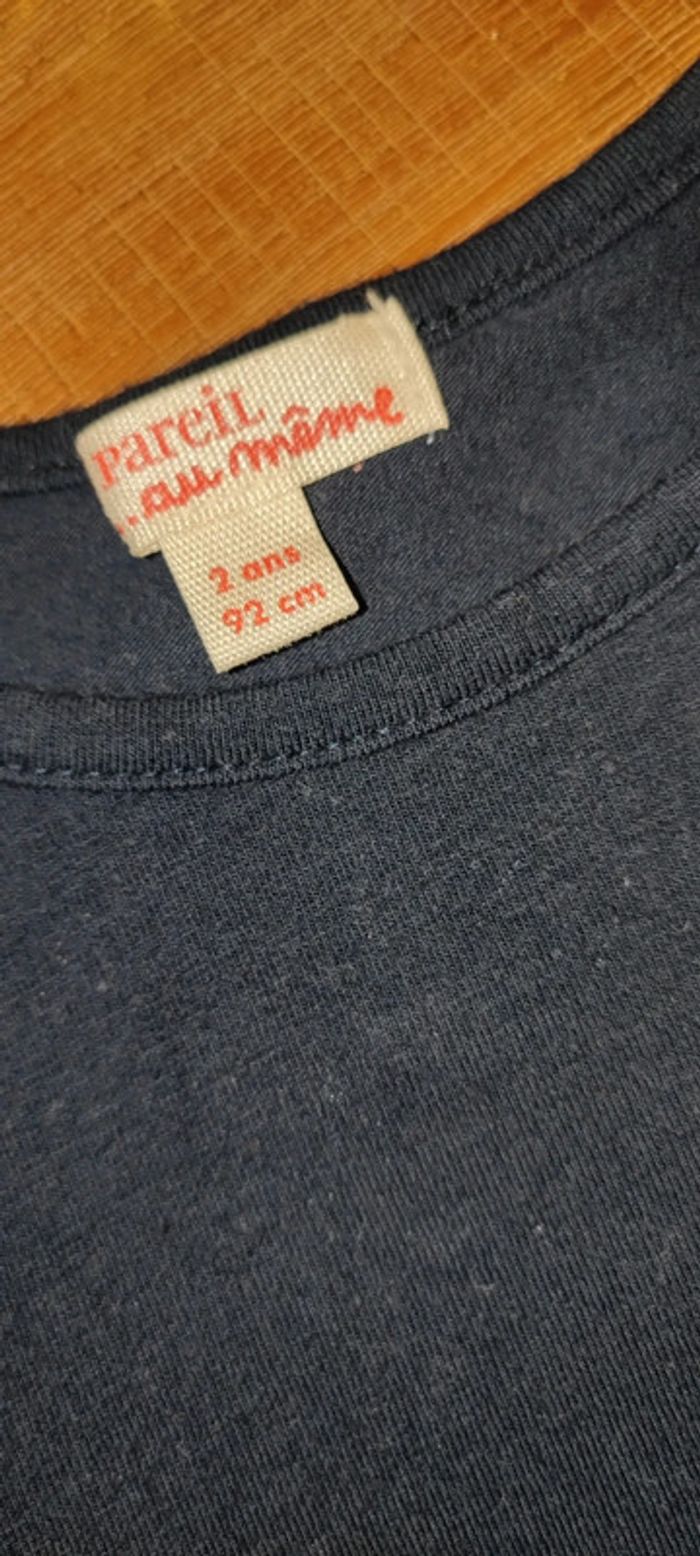 PareiL
...au même
2 ans
92 cm